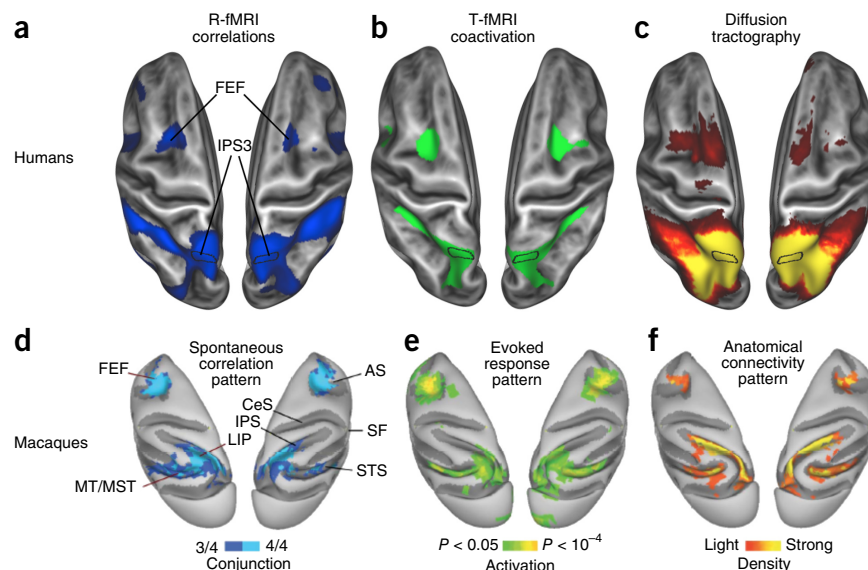 a
R-fMRI
correlations
b
T-fMRI
coactivation
c
Diffusion
tractography
FEF
IPS3
Humans
d
Spontaneous
correlation
pattern
e
Evoked
response
pattern
f
Anatomical
connectivity
pattern
FEF
AS
CeS
IPS
LIP
SF
Macaques
MT/MST
STS
3/4 4/4
Conjunction
P < 0.05 P < 10⁻⁴
Activation
Light Strong
Density